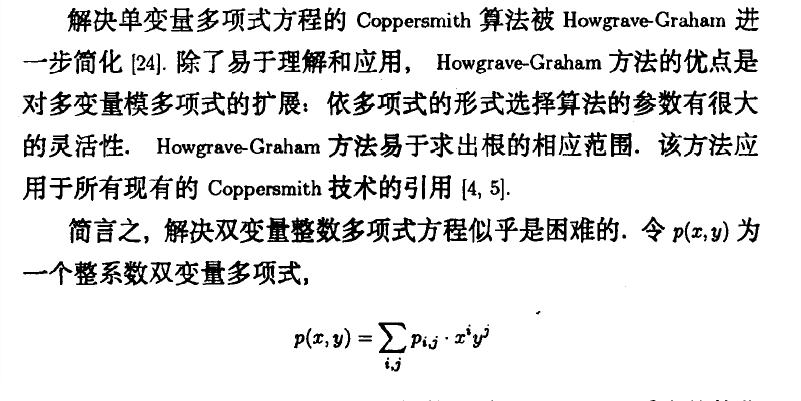 解决单变量多项式方程的 Coppersmith 算法被 Howgrave-Graham 进
一步简化 [24]. 除了易于理解和应用， Howgrave-Graham 方法的优点是
对多变量模多项式的扩展：依多项式的形式选择算法的参数有很大
的灵活性. Howgrave-Graham 方法易于求出根的相应范围. 该方法应
用于所有现有的 Coppersmith 技术的引用 [4, 5].
简言之，解决双变量整数多项式方程似乎是困难的. 令 p(x,y) 为
一个整系数双变量多项式，
p(x,y) = ∑_{i,j} p_{i,j} · x^i y^j